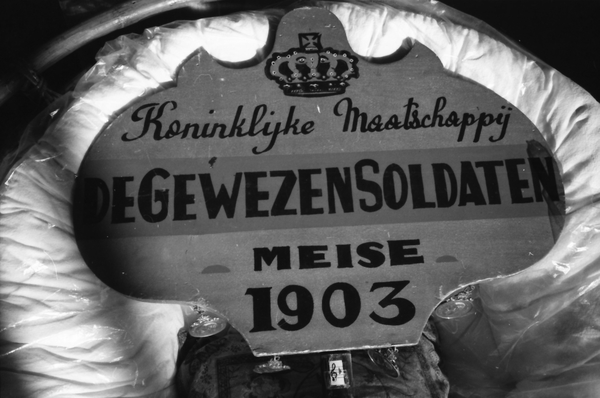 Koninklijke Maatschappij
DE GEWEZEN SOLDATEN
MEISE
1903